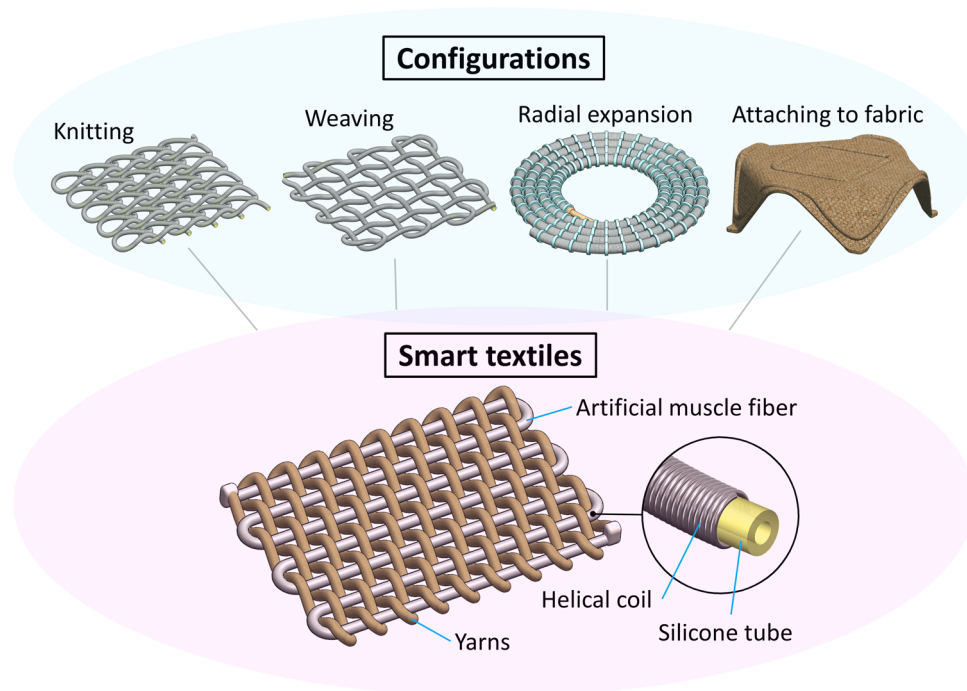 Configurations
Knitting
Weaving
Radial expansion
Attaching to fabric
Smart textiles
Artificial muscle fiber
Helical coil
Silicone tube
Yarns